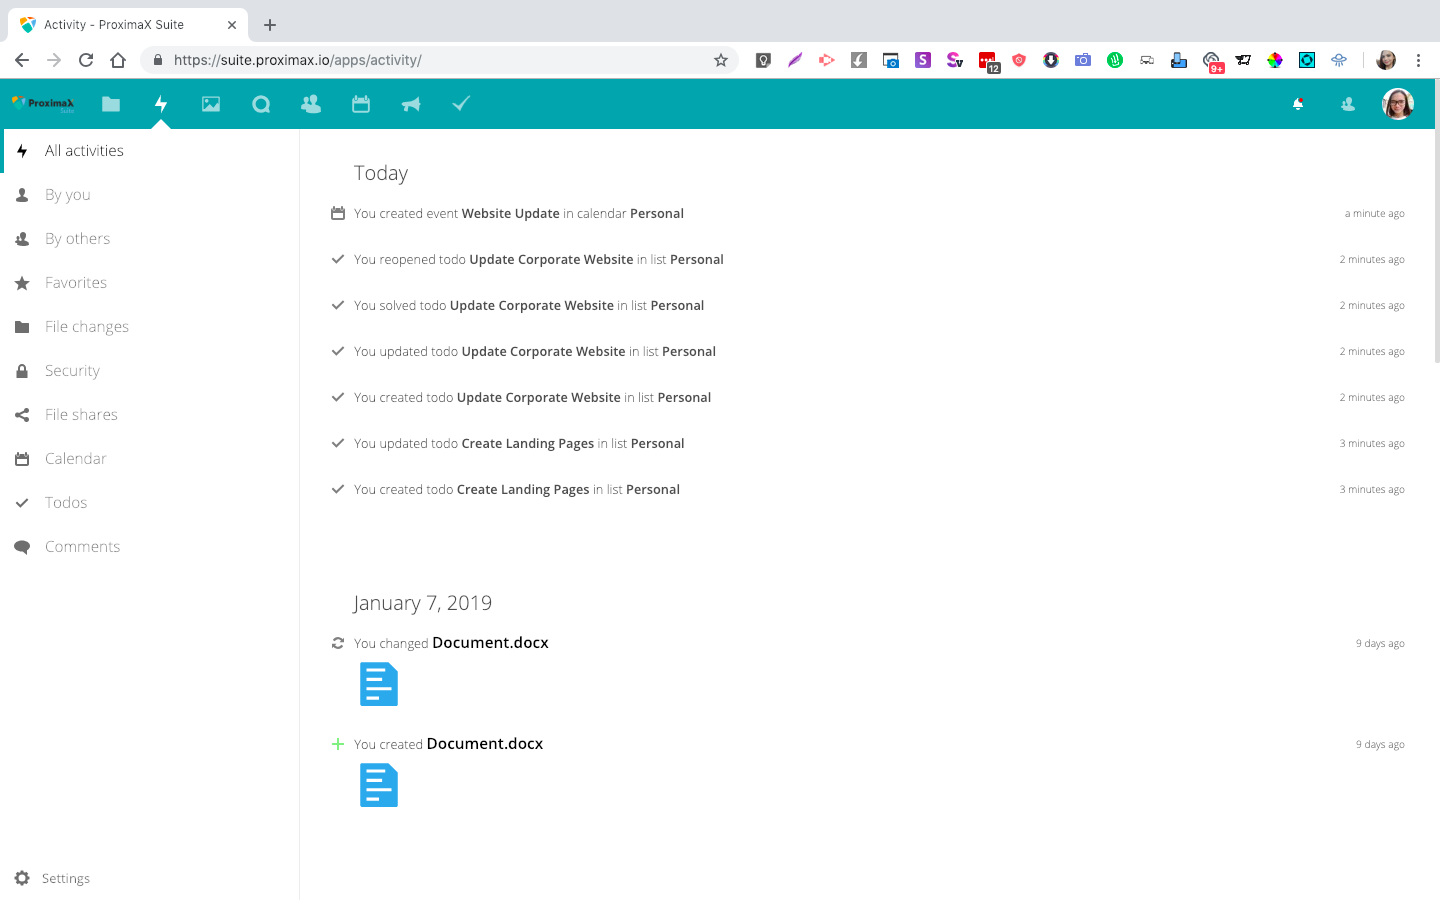 Activity - ProximaX Suite
https://suite.proximax.io/apps/activity/
12
9+
ProximaX
Suite
All activities
By you
By others
Favorites
File changes
Security
File shares
Calendar
Todos
Comments
Settings
Today
You created event Website Update in calendar Personal a minute ago
You reopened todo Update Corporate Website in list Personal 2 minutes ago
You solved todo Update Corporate Website in list Personal 2 minutes ago
You updated todo Update Corporate Website in list Personal 2 minutes ago
You created todo Update Corporate Website in list Personal 2 minutes ago
You updated todo Create Landing Pages in list Personal 3 minutes ago
You created todo Create Landing Pages in list Personal 3 minutes ago
January 7, 2019
You changed Document.docx 9 days ago
You created Document.docx 9 days ago